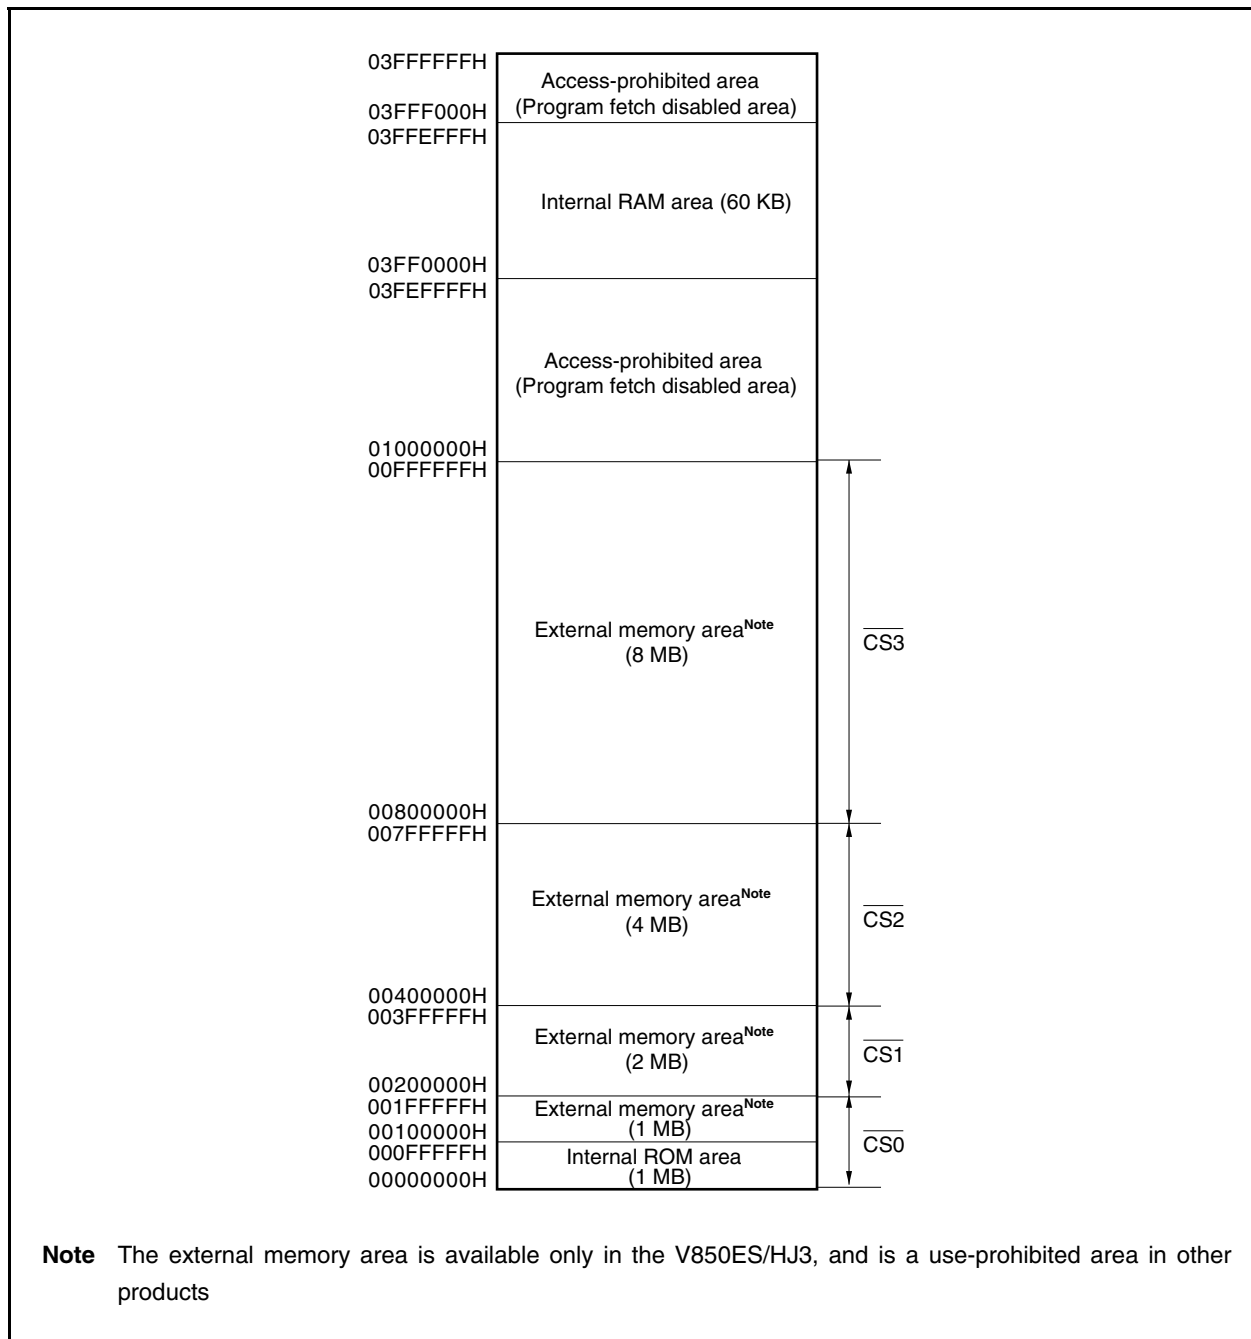 03FFFFFFH
Access-prohibited area
(Program fetch disabled area)
03FFF000H
03FFEFFFH
Internal RAM area (60 KB)
03FF0000H
03FEFFFFH
Access-prohibited area
(Program fetch disabled area)
01000000H
00FFFFFFH
External memory areaNote
(8 MB)
CS3
00800000H
007FFFFFH
External memory areaNote
(4 MB)
CS2
00400000H
003FFFFFH
External memory areaNote
(2 MB)
CS1
00200000H
001FFFFFH
External memory areaNote
(1 MB)
00100000H
CS0
000FFFFFH
Internal ROM area
(1 MB)
00000000H
Note The external memory area is available only in the V850ES/HJ3, and is a use-prohibited area in other
products